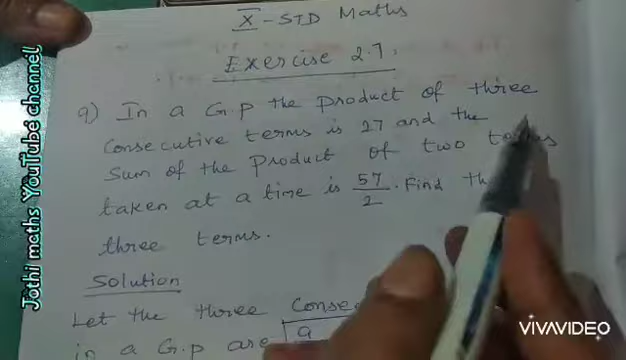 X - STD Maths
Exercise 2.7.
9) In a G.P the product of three
consecutive terms is 27 and the
sum of the product of two terms
taken at a time is 57/2. Find
three terms.
Solution
Let the three
in a G.P are a
Jothi maths YouTube channel
VIVAVIDEO